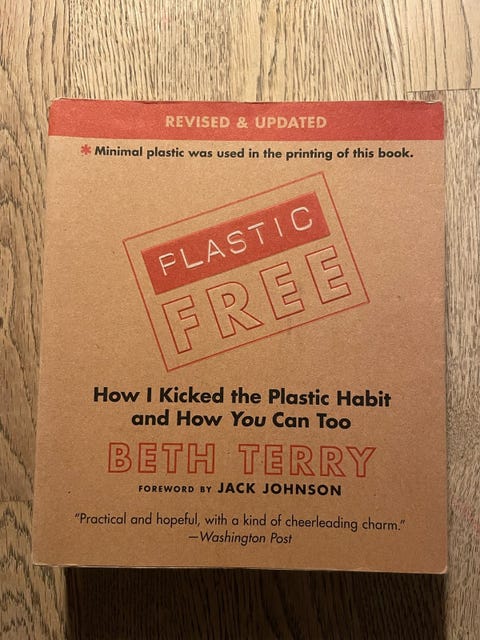 REVISED & UPDATED
* Minimal plastic was used in the printing of this book.
PLASTIC
FREE
How I Kicked the Plastic Habit
and How You Can Too
BETH TERRY
FOREWORD BY JACK JOHNSON
“Practical and hopeful, with a kind of cheerleading charm.”
—Washington Post